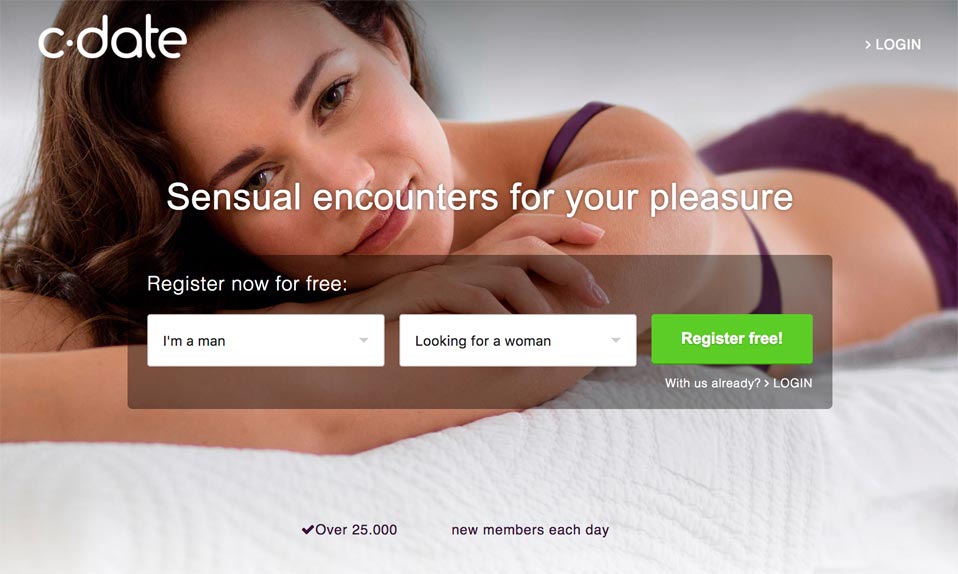 c·date
> LOGIN
Sensual encounters for your pleasure
Register now for free:
I'm a man
Looking for a woman
Register free!
With us already? > LOGIN
✔Over 25.000 new members each day